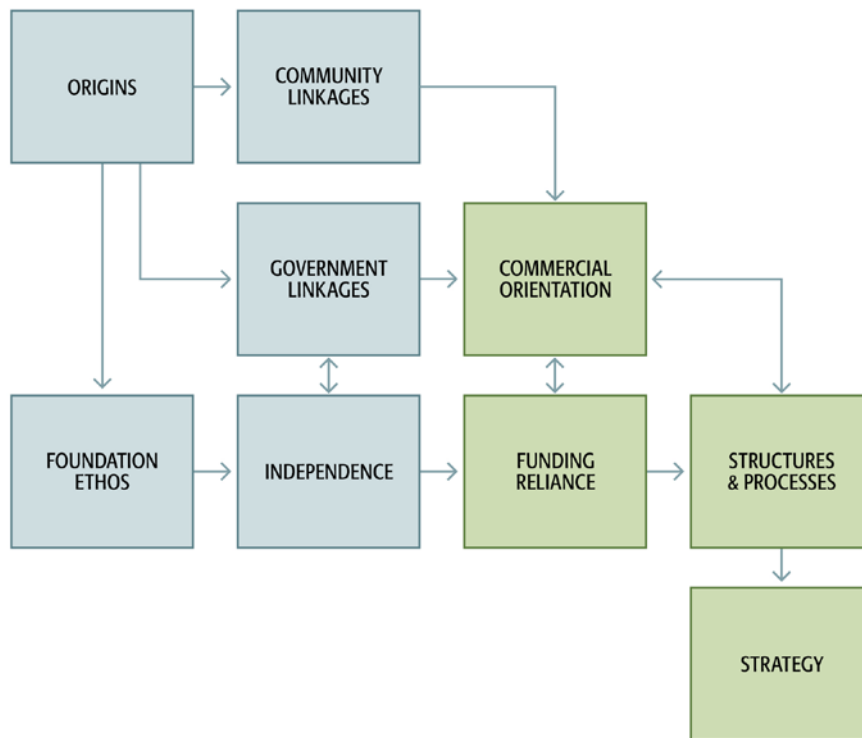 ORIGINS
COMMUNITY
LINKAGES
GOVERNMENT
LINKAGES
COMMERCIAL
ORIENTATION
FOUNDATION
ETHOS
INDEPENDENCE
FUNDING
RELIANCE
STRUCTURES
& PROCESSES
STRATEGY